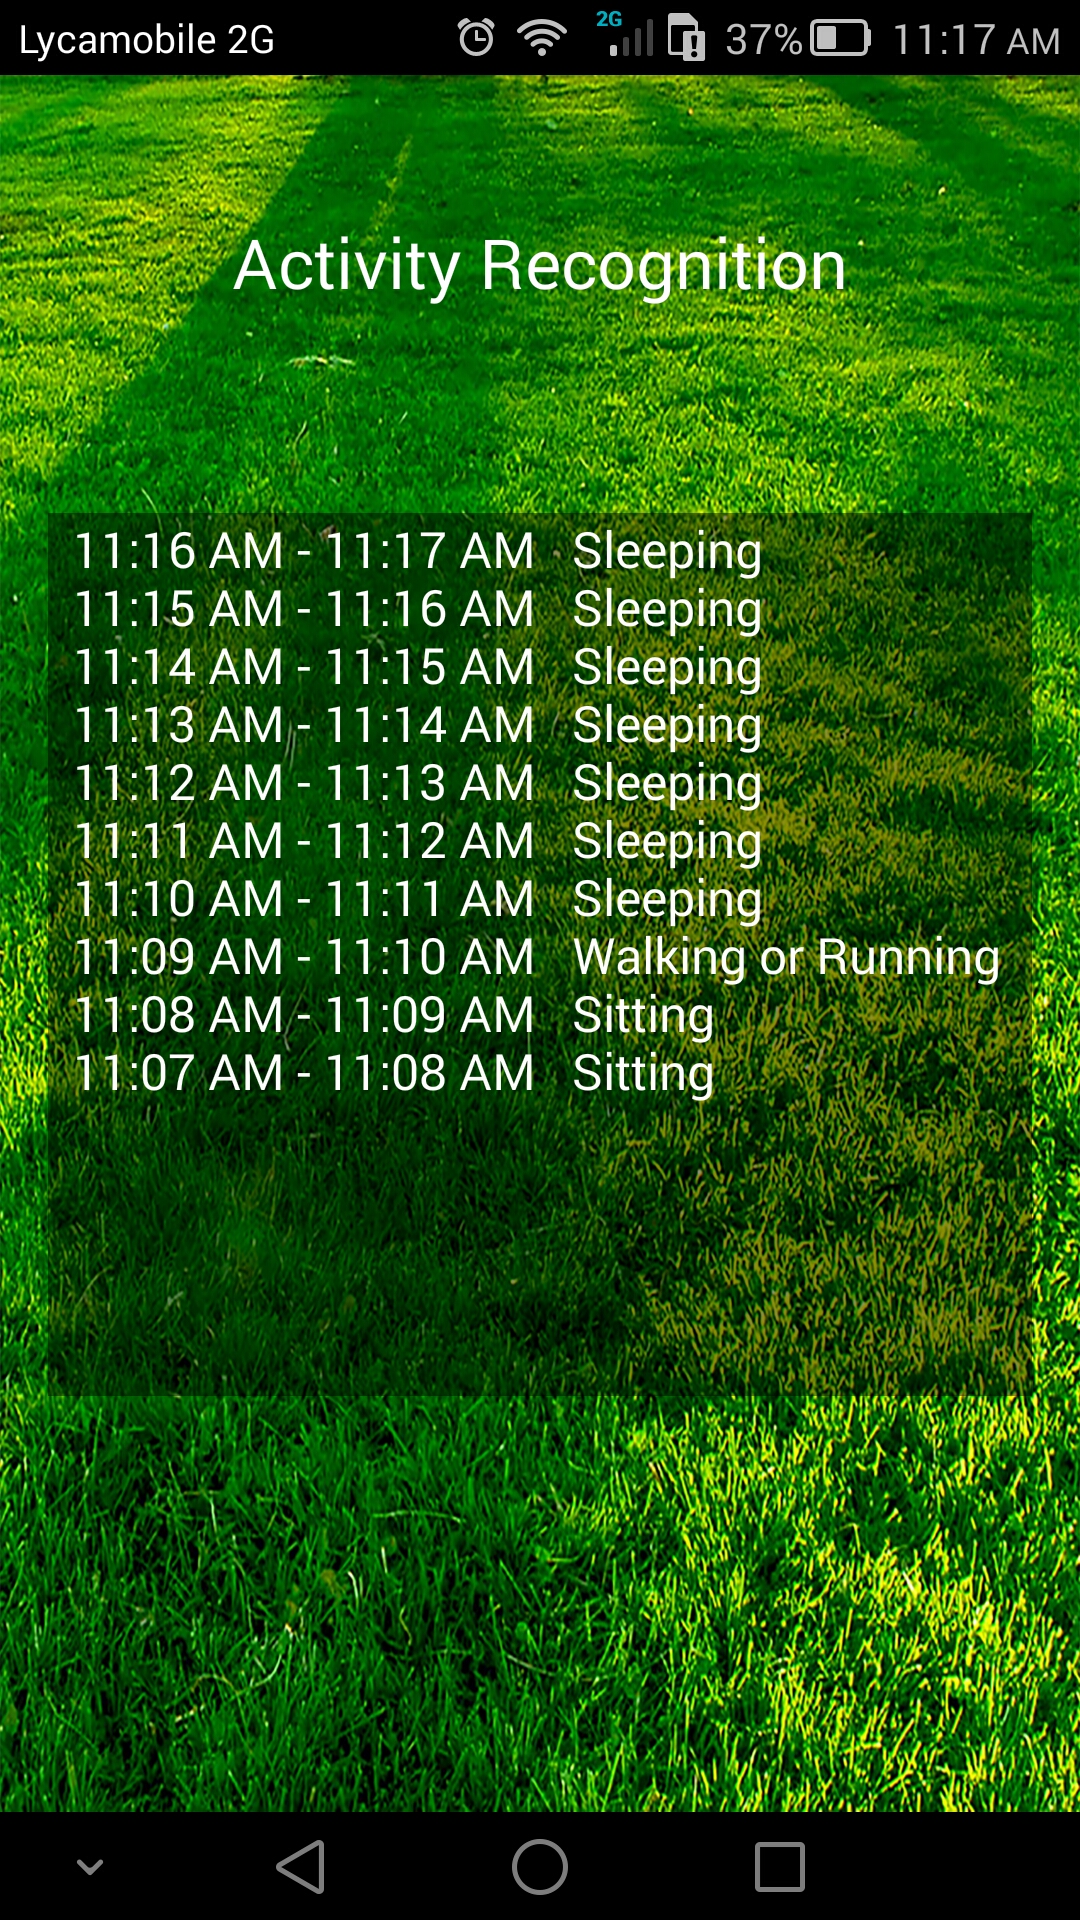 Lycamobile 2G 2G 37% 11:17 AM
Activity Recognition
11:16 AM - 11:17 AM Sleeping
11:15 AM - 11:16 AM Sleeping
11:14 AM - 11:15 AM Sleeping
11:13 AM - 11:14 AM Sleeping
11:12 AM - 11:13 AM Sleeping
11:11 AM - 11:12 AM Sleeping
11:10 AM - 11:11 AM Sleeping
11:09 AM - 11:10 AM Walking or Running
11:08 AM - 11:09 AM Sitting
11:07 AM - 11:08 AM Sitting